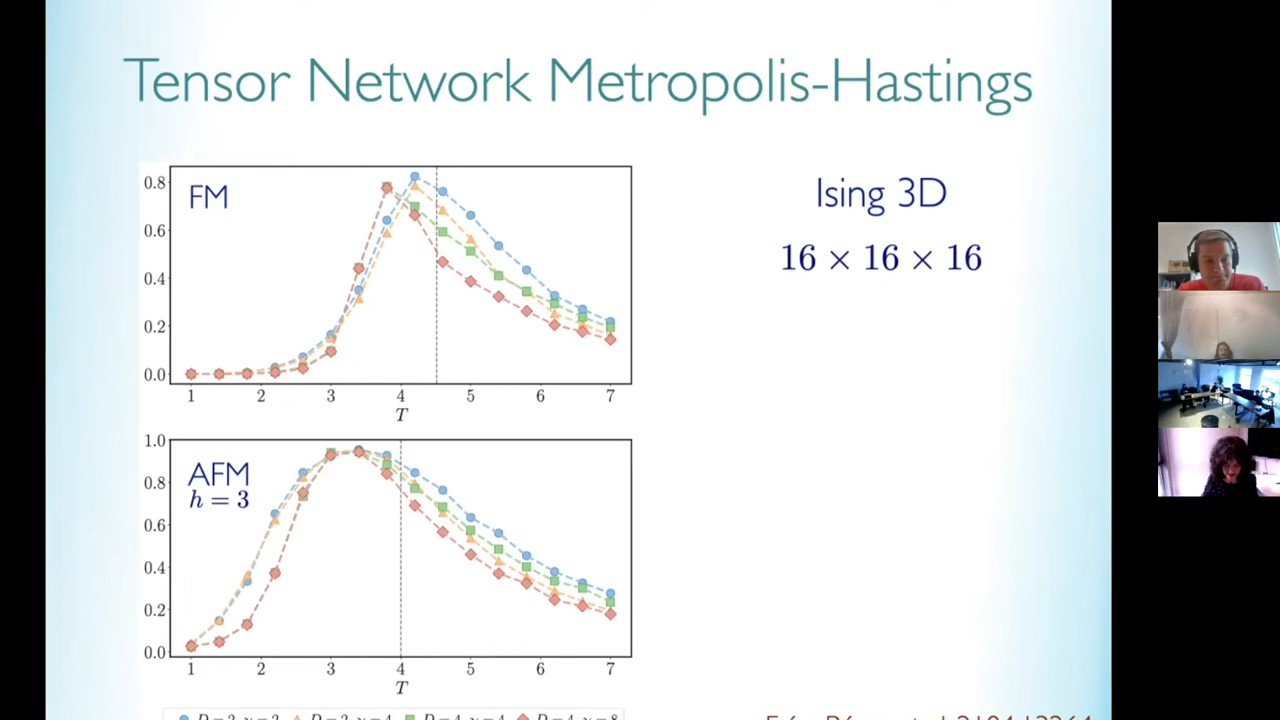 Tensor Network Metropolis-Hastings
FM
0.8
0.6
0.4
0.2
0.0
1 2 3 4 5 6 7
T
AFM
h = 3
1.0
0.8
0.6
0.4
0.2
0.0
1 2 3 4 5 6 7
T
Ising 3D
16 × 16 × 16